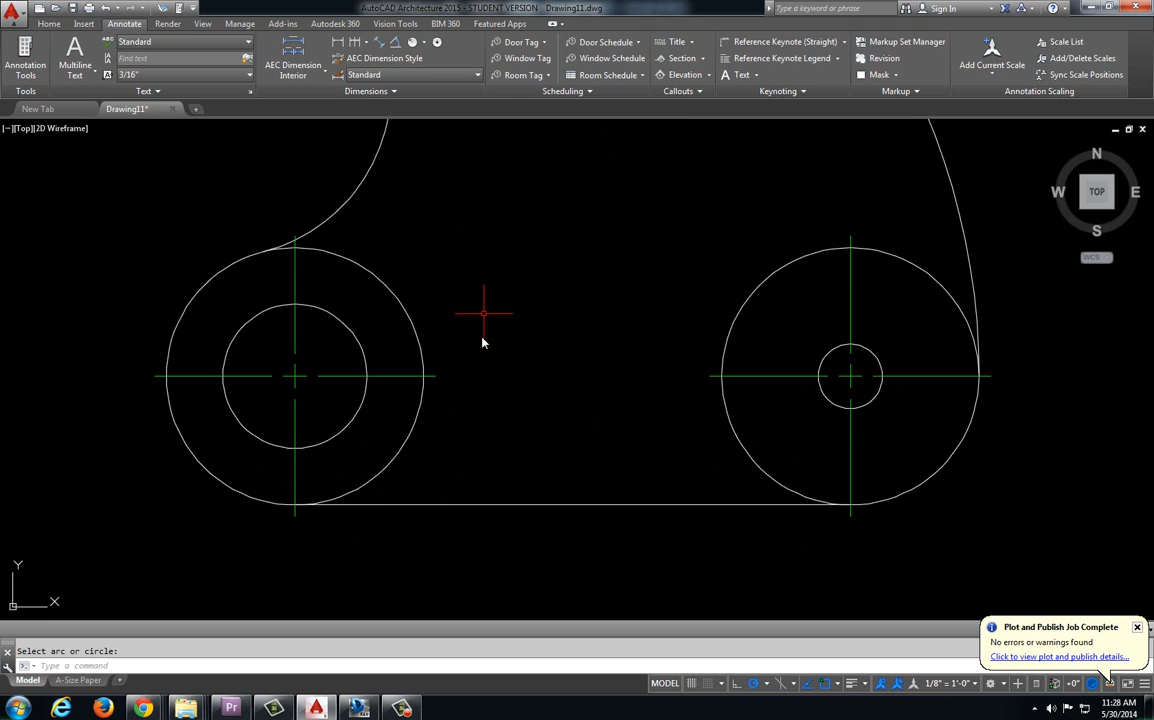 AUTOCAD ARCHITECTURE 2015 - STUDENT VERSION    Drawing11.dwg
Type a keyword or phrase
Sign In
Home Insert Annotate Render View Manage Add-ins Autodesk 360 Vision Tools BIM 360 Featured Apps
Annotation Tools
Tools
Multiline Text
ABC Standard
Find text
3/16"
Text
AEC Dimension Interior
AEC Dimension Style
Standard
Dimensions
Door Tag
Window Tag
Room Tag
Door Schedule
Window Schedule
Room Schedule
Scheduling
Title
Section
Elevation
Callouts
Reference Keynote (Straight)
Reference Keynote Legend
Text
Keynoting
Markup Set Manager
Revision
Mask
Markup
Add Current Scale
Scale List
Add/Delete Scales
Sync Scale Positions
Annotation Scaling
New Tab Drawing11*
[−][Top][2D Wireframe]
N
W TOP E
S
WCS
Y
X
Plot and Publish Job Complete
No errors or warnings found
Click to view plot and publish details...
Select arc or circle:
Type a command
Model A-Size Paper
MODEL 1/8" = 1'-0" +0"
Pr
11:28 AM
5/30/2014